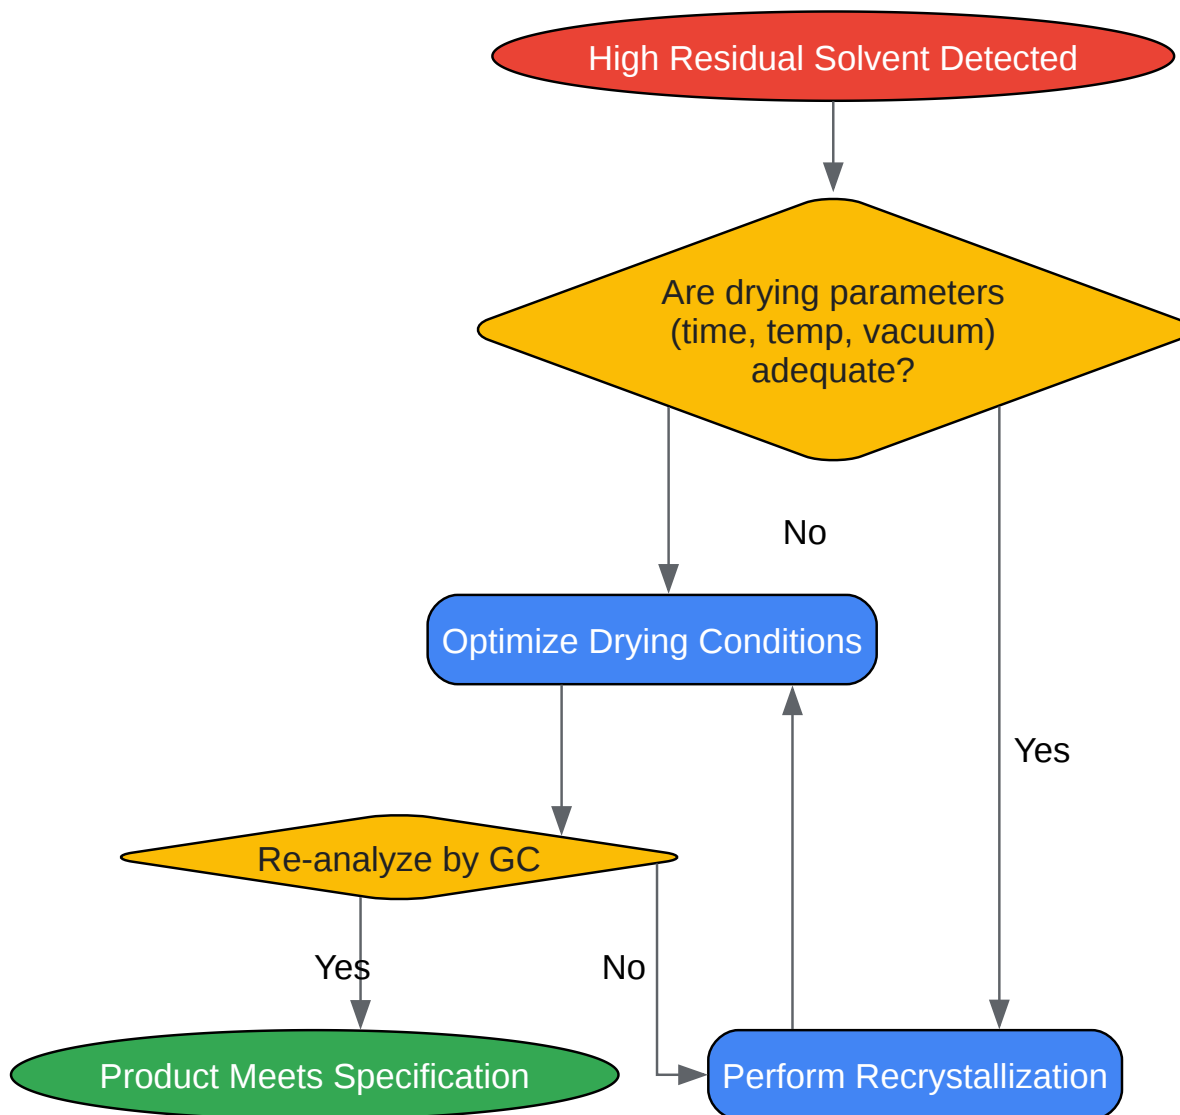 High Residual Solvent Detected
Are drying parameters
(time, temp, vacuum)
adequate?
No
Optimize Drying Conditions
Yes
Re-analyze by GC
Yes
No
Product Meets Specification
Perform Recrystallization